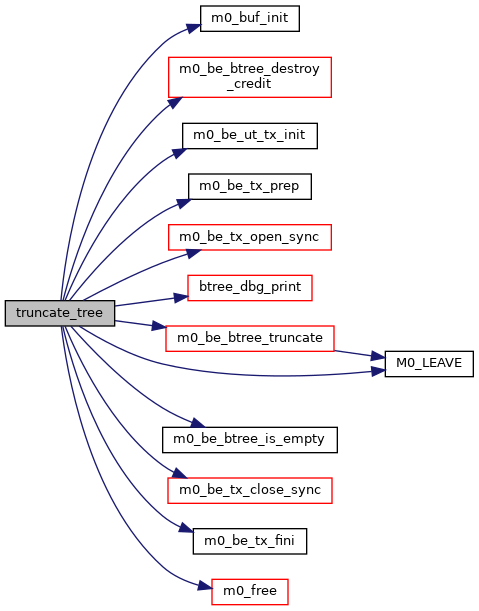 m0_buf_init
m0_be_btree_destroy
_credit
m0_be_ut_tx_init
m0_be_tx_prep
m0_be_tx_open_sync
btree_dbg_print
truncate_tree
m0_be_btree_truncate
M0_LEAVE
m0_be_btree_is_empty
m0_be_tx_close_sync
m0_be_tx_fini
m0_free